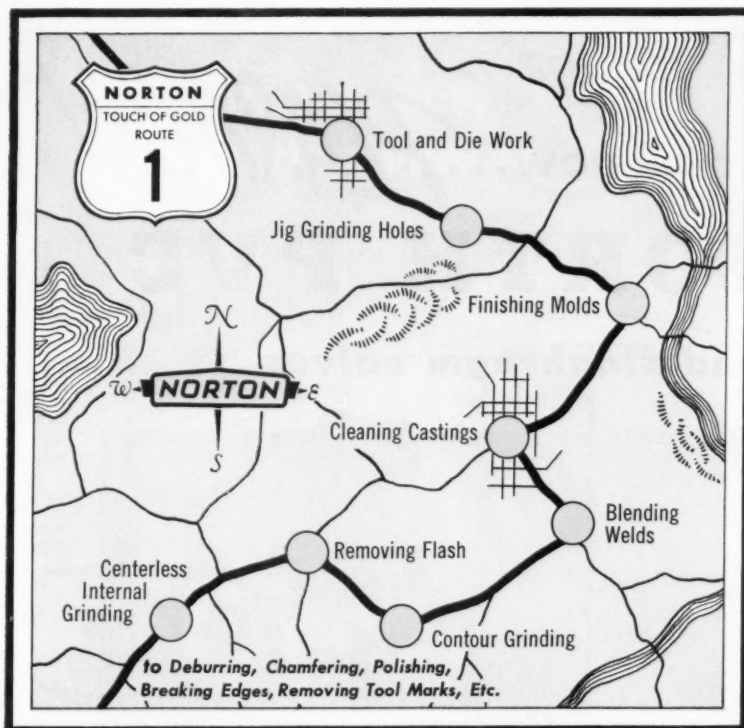 NORTON
TOUCH OF GOLD
ROUTE
1
Tool and Die Work
Jig Grinding Holes
Finishing Molds
N
W NORTON E
S
Cleaning Castings
Blending
Welds
Removing Flash
Centerless
Internal
Grinding
Contour Grinding
to Deburring, Chamfering, Polishing,
Breaking Edges, Removing Tool Marks, Etc.